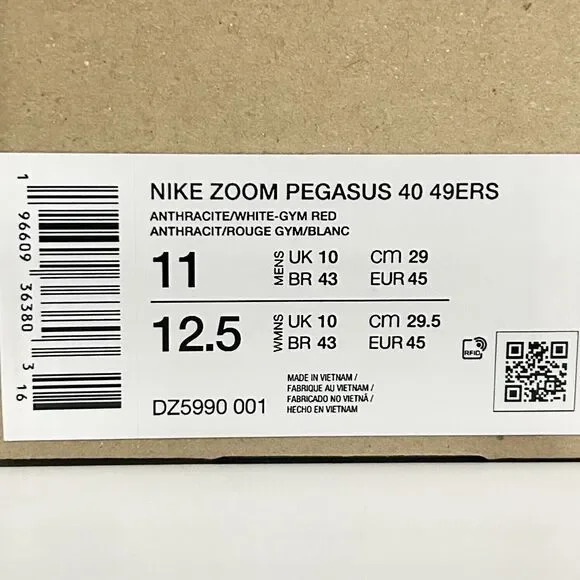 NIKE ZOOM PEGASUS 40 49ERS
ANTHRACITE/WHITE-GYM RED
ANTHRACIT/ROUGE GYM/BLANC
11 MENS UK 10 CM 29
BR 43 EUR 45
12.5 WMNS UK 10 CM 29.5
BR 43 EUR 45
RFID
DZ5990 001
MADE IN VIETNAM /
FABRIQUE AU VIETNAM /
FABRICADO NO VIETNÃ /
HECHO EN VIETNAM
1 96609 36380 3 16